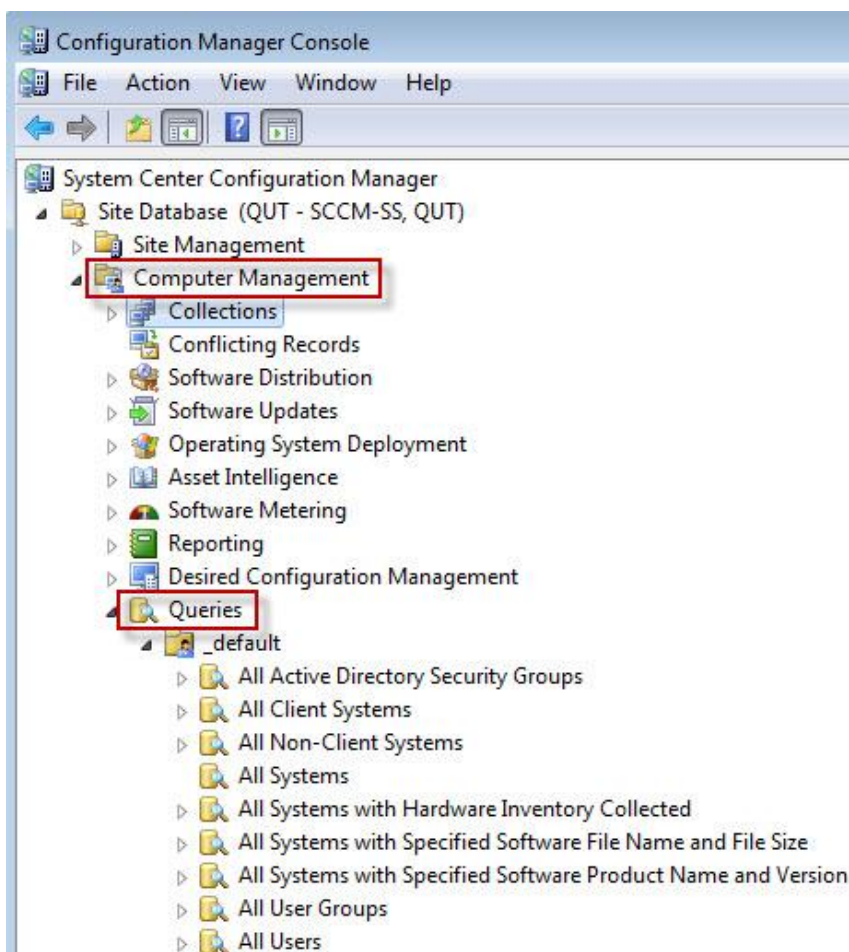 Configuration Manager Console
File Action View Window Help
System Center Configuration Manager
Site Database (QUT - SCCM-SS, QUT)
Site Management
Computer Management
Collections
Conflicting Records
Software Distribution
Software Updates
Operating System Deployment
Asset Intelligence
Software Metering
Reporting
Desired Configuration Management
Queries
_default
All Active Directory Security Groups
All Client Systems
All Non-Client Systems
All Systems
All Systems with Hardware Inventory Collected
All Systems with Specified Software File Name and File Size
All Systems with Specified Software Product Name and Version
All User Groups
All Users